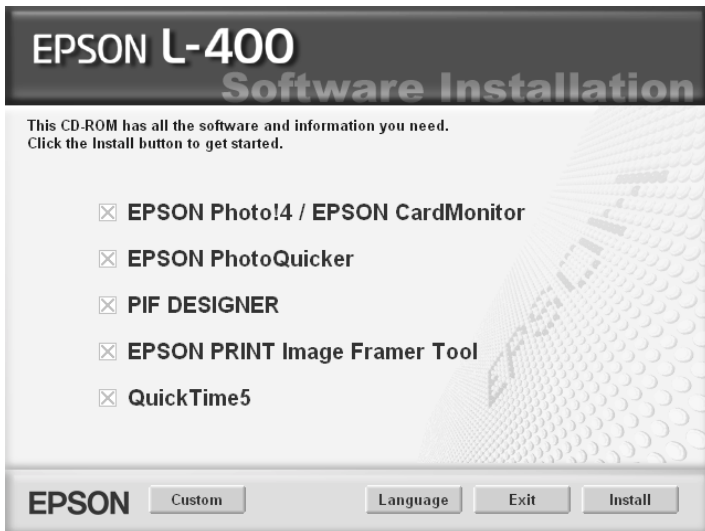 EPSON L-400
Software Installation
This CD-ROM has all the software and information you need.
Click the Install button to get started.
EPSON Photo!4 / EPSON CardMonitor
EPSON PhotoQuicker
PIF DESIGNER
EPSON PRINT Image Framer Tool
QuickTime5
EPSON
EPSON Custom Language Exit Install